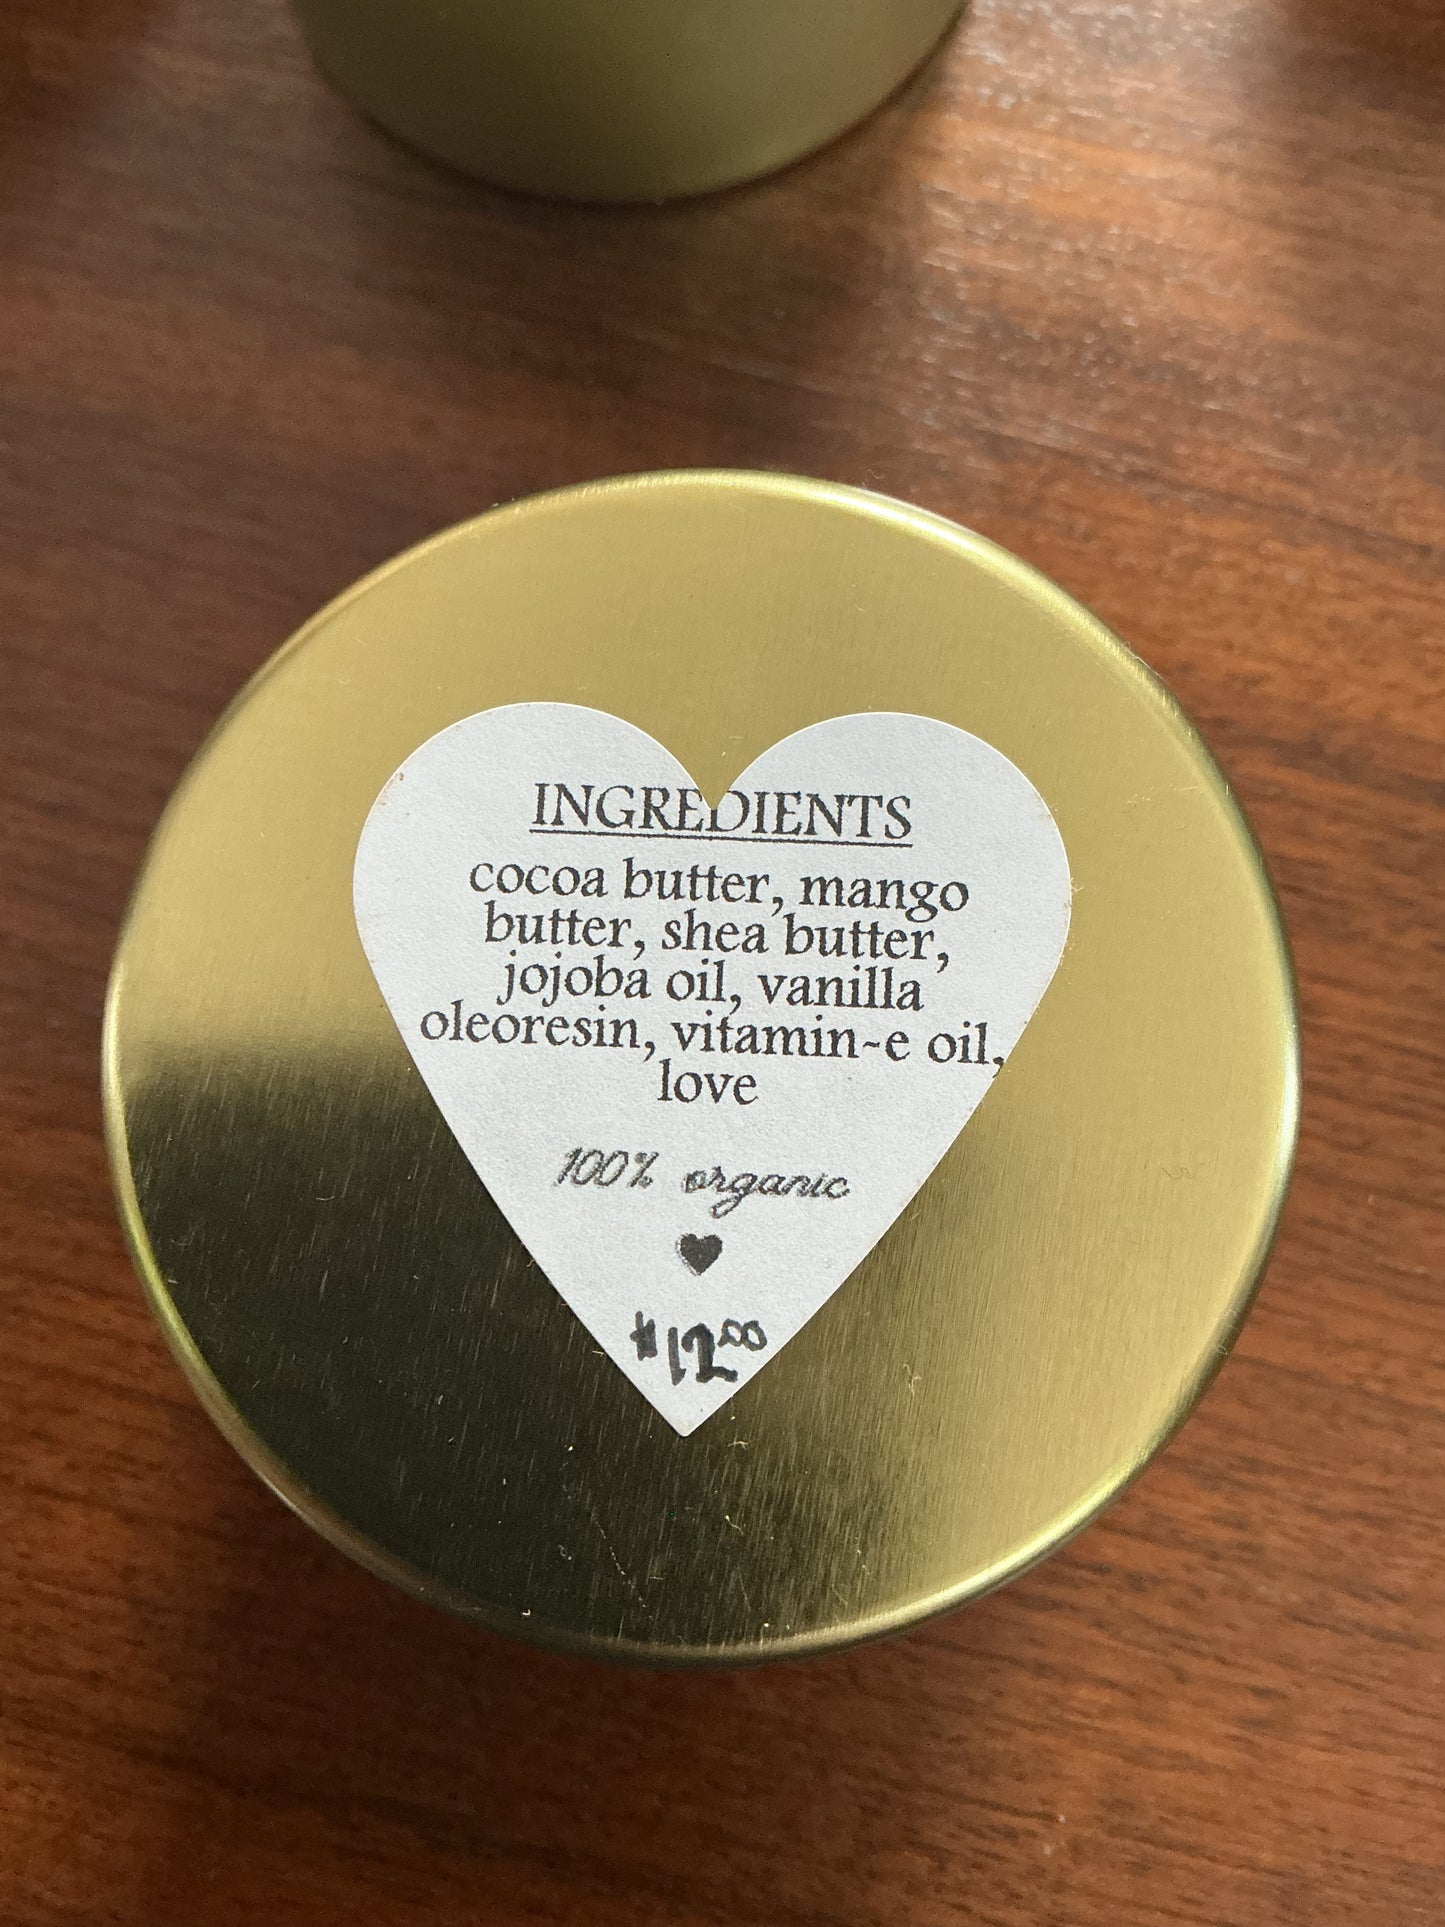 INGREDIENTS
cocoa butter, mango
butter, shea butter,
jojoba oil, vanilla
oleoresin, vitamin-e oil,
love
100% organic
$12.00